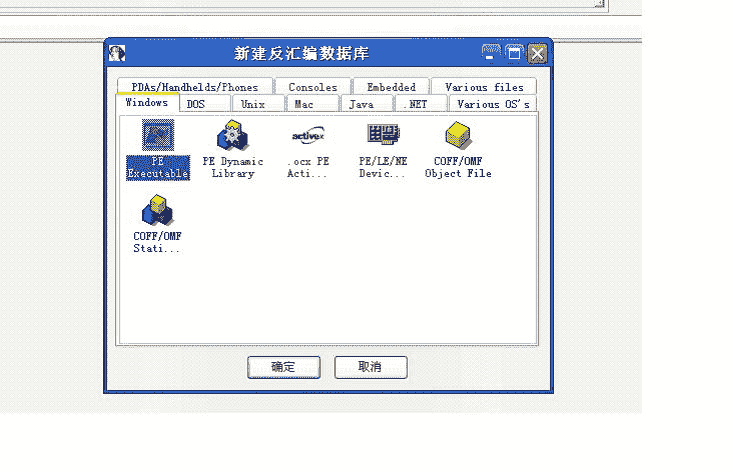 新建反汇编数据库
PDAs/Handhelds/Phones Consoles Embedded Various files
Windows DOS Unix Mac Java .NET Various OS's
PE Executable
PE Dynamic Library
activex
.ocx PE Acti...
PE/LE/NE Devic...
COFF/OMF Object File
COFF/OMF Stati...
确定 取消